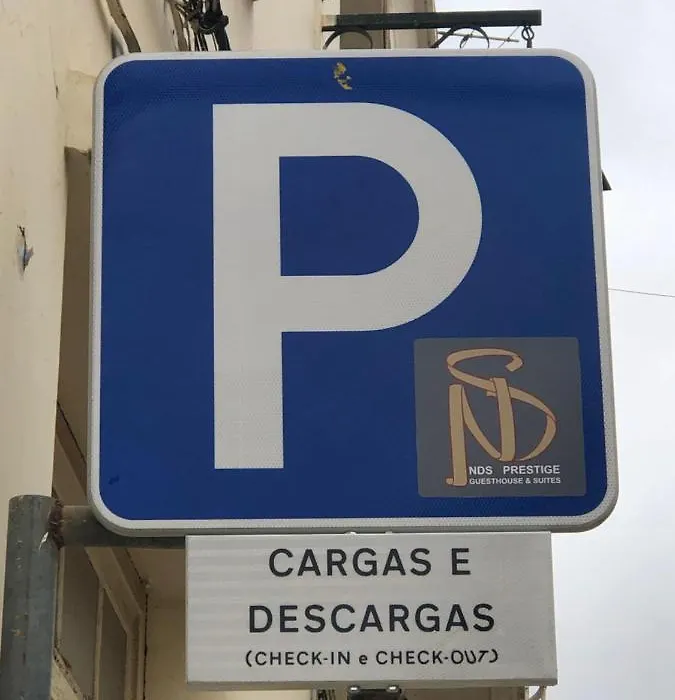 P
NDS PRESTIGE
GUESTHOUSE & SUITES
CARGAS E
DESCARGAS
(CHECK-IN e CHECK-OUT)